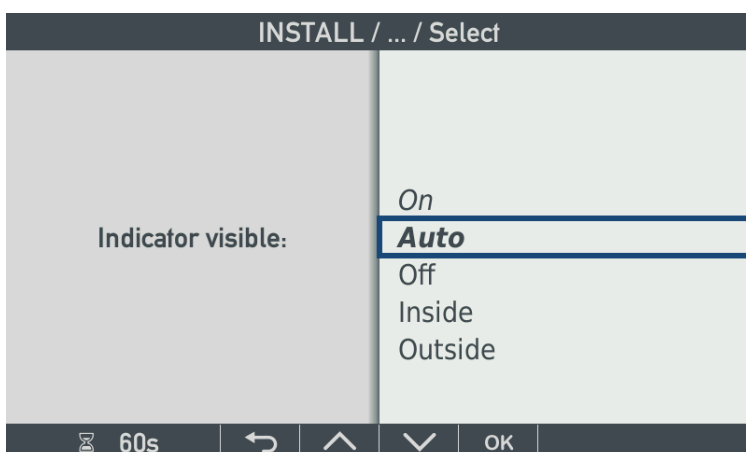 INSTALL / ... / Select
Indicator visible:
On
Auto
Off
Inside
Outside
60s
OK